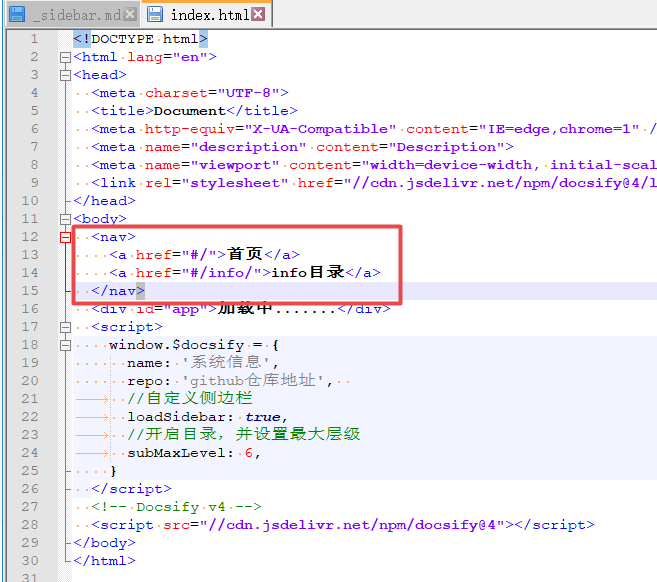 _sidebar.md index.html
1 <!DOCTYPE html>
2 <html lang="en">
3 <head>
4 <meta charset="UTF-8">
5 <title>Document</title>
6 <meta http-equiv="X-UA-Compatible" content="IE=edge,chrome=1" /
7 <meta name="description" content="Description">
8 <meta name="viewport" content="width=device-width, initial-scal
9 <link rel="stylesheet" href="//cdn.jsdelivr.net/npm/docsify@4/l
10 </head>
11 <body>
12 <nav>
13 <a href="#/">首页</a>
14 <a href="#/info/">info目录</a>
15 </nav>
16 <div id="app">加载中.......</div>
17 <script>
18 window.$docsify = {
19 name: '系统信息',
20 repo: 'github仓库地址',
21 //自定义侧边栏
22 loadSidebar: true,
23 //开启目录，并设置最大层级
24 subMaxLevel: 6,
25 }
26 </script>
27 <!-- Docsify v4 -->
28 <script src="//cdn.jsdelivr.net/npm/docsify@4"></script>
29 </body>
30 </html>
31